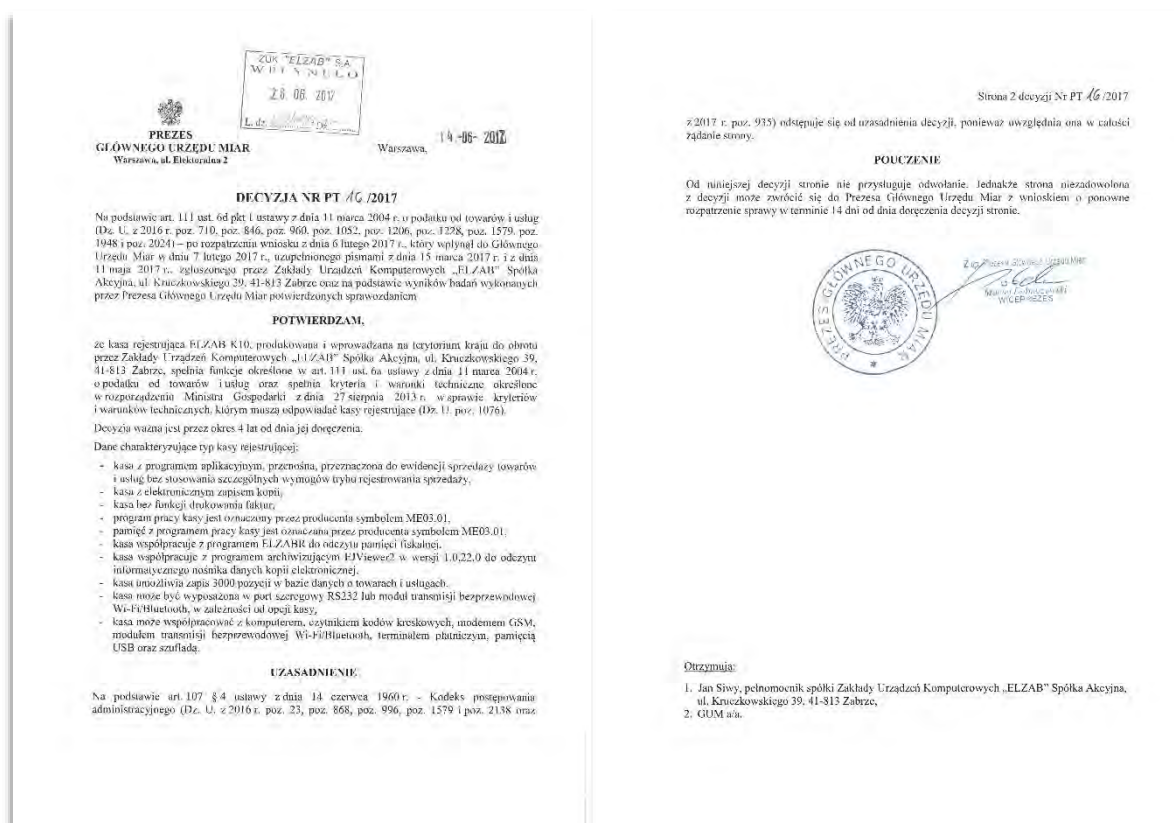 ZUK "ELZAB" S.A.
WPŁYNĘŁO
28. 06. 2017
L. dz.
PREZES
GŁÓWNEGO URZĘDU MIAR
Warszawa, ul. Elektoralna 2
Warszawa, 14 -06- 2017
DECYZJA NR PT 16 /2017
Na podstawie art. 111 ust. 6d pkt 1 ustawy z dnia 11 marca 2004 r. o podatku od towarów i usług
(Dz. U. z 2016 r. poz. 710, poz. 846, poz. 960, poz. 1052, poz. 1206, poz. 1228, poz. 1579, poz.
1948 i poz. 2024) – po rozpatrzeniu wniosku z dnia 6 lutego 2017 r., który wpłynął do Głównego
Urzędu Miar w dniu 7 lutego 2017 r., uzupełnionego pismami z dnia 15 marca 2017 r. i z dnia
11 maja 2017 r., zgłoszonego przez Zakłady Urządzeń Komputerowych „ELZAB" Spółka
Akcyjna, ul. Kruczkowskiego 39, 41-813 Zabrze oraz na podstawie wyników badań wykonanych
przez Prezesa Głównego Urzędu Miar potwierdzonych sprawozdaniem
POTWIERDZAM,
że kasa rejestrująca ELZAB K10, produkowana i wprowadzana na terytorium kraju do obrotu
przez Zakłady Urządzeń Komputerowych „ELZAB" Spółka Akcyjna, ul. Kruczkowskiego 39,
41-813 Zabrze, spełnia funkcje określone w art. 111 ust. 6a ustawy z dnia 11 marca 2004 r.
o podatku od towarów i usług oraz spełnia kryteria i warunki techniczne określone
w rozporządzeniu Ministra Gospodarki z dnia 27 sierpnia 2013 r. w sprawie kryteriów
i warunków technicznych, którym muszą odpowiadać kasy rejestrujące (Dz. U. poz. 1076).
Decyzja ważna jest przez okres 4 lat od dnia jej doręczenia.
Dane charakteryzujące typ kasy rejestrującej:
- kasa z programem aplikacyjnym, przenośna, przeznaczona do ewidencji sprzedaży towarów
i usług bez stosowania szczególnych wymogów trybu rejestrowania sprzedaży,
- kasa z elektronicznym zapisem kopii,
- kasa bez funkcji drukowania faktur,
- program pracy kasy jest oznaczony przez producenta symbolem ME03.01,
- pamięć z programem pracy kasy jest oznaczana przez producenta symbolem ME03.01,
- kasa współpracuje z programem ELZABR do odczytu pamięci fiskalnej,
- kasa współpracuje z programem archiwizującym EJViewer2 w wersji 1.0.22.0 do odczytu
informatycznego nośnika danych kopii elektronicznej,
- kasa umożliwia zapis 3000 pozycji w bazie danych o towarach i usługach,
- kasa może być wyposażona w port szeregowy RS232 lub moduł transmisji bezprzewodowej
Wi-Fi/Bluetooth, w zależności od opcji kasy,
- kasa może współpracować z komputerem, czytnikiem kodów kreskowych, modemem GSM,
modułem transmisji bezprzewodowej Wi-Fi/Bluetooth, terminalem płatniczym, pamięcią
USB oraz szufladą.
UZASADNIENIE
Na podstawie art. 107 § 4 ustawy z dnia 14 czerwca 1960 r. - Kodeks postępowania
administracyjnego (Dz. U. z 2016 r. poz. 23, poz. 868, poz. 996, poz. 1579 i poz. 2138 oraz
Strona 2 decyzji Nr PT 16 /2017
z 2017 r. poz. 935) odstępuje się od uzasadnienia decyzji, ponieważ uwzględnia ona w całości
żądanie strony.
POUCZENIE
Od niniejszej decyzji stronie nie przysługuje odwołanie. Jednakże strona niezadowolona
z decyzji może zwrócić się do Prezesa Głównego Urzędu Miar z wnioskiem o ponowne
rozpatrzenie sprawy w terminie 14 dni od dnia doręczenia decyzji stronie.
PREZES GŁÓWNEGO URZĘDU MIAR
Z up. Prezesa Głównego Urzędu Miar
WICEPREZES
Otrzymują:
1. Jan Siwy, pełnomocnik spółki Zakłady Urządzeń Komputerowych „ELZAB" Spółka Akcyjna,
ul. Kruczkowskiego 39, 41-813 Zabrze,
2. GUM a/a.